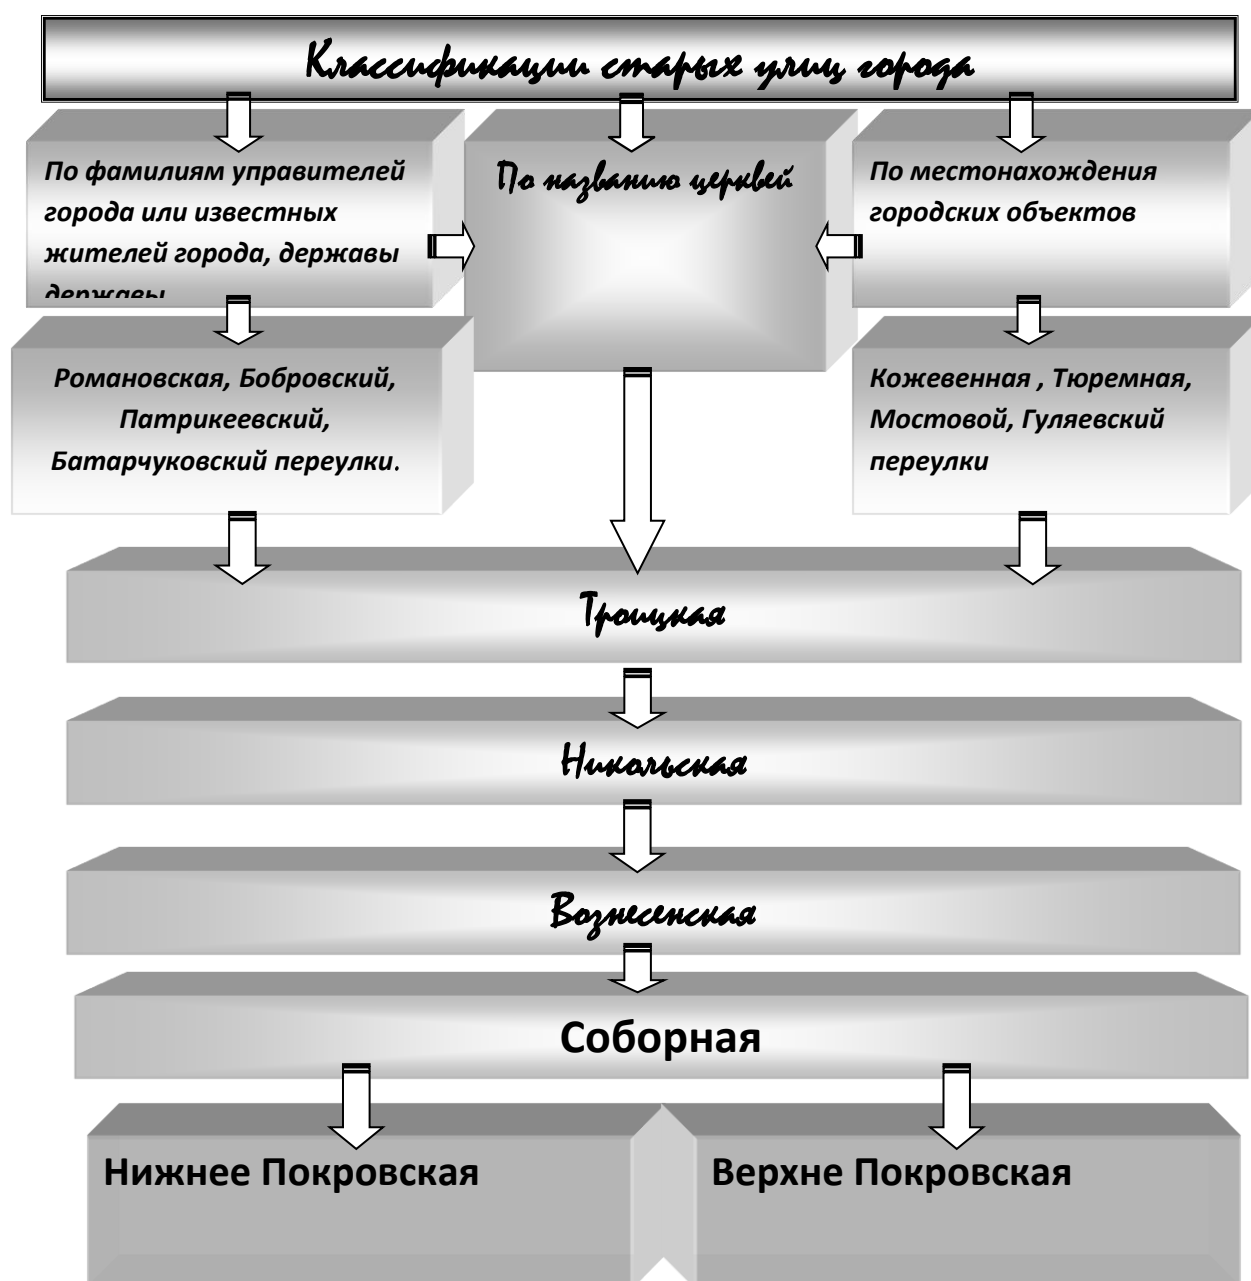 Классификации старых улиц города
По фамилиям управителей
города или известных
жителей города, державы
державы
По названию церквей
По местонахождения
городских объектов
Романовская, Бобровский,
Патрикеевский,
Батарчуковский переулки.
Кожевенная , Тюремная,
Мостовой, Гуляевский
переулки
Троицкая
Никольская
Вознесенская
Соборная
Нижнее Покровская
Верхне Покровская